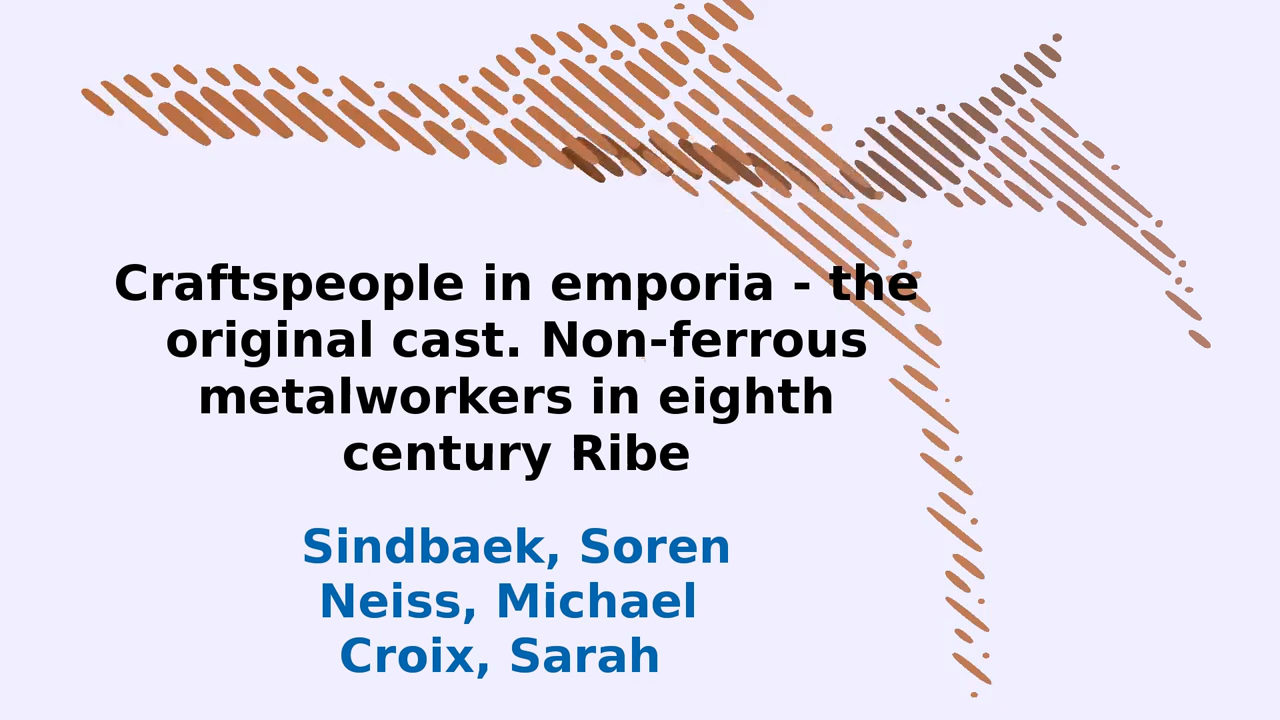 Craftspeople in emporia - the
original cast. Non-ferrous
metalworkers in eighth
century Ribe
Sindbaek, Soren
Neiss, Michael
Croix, Sarah